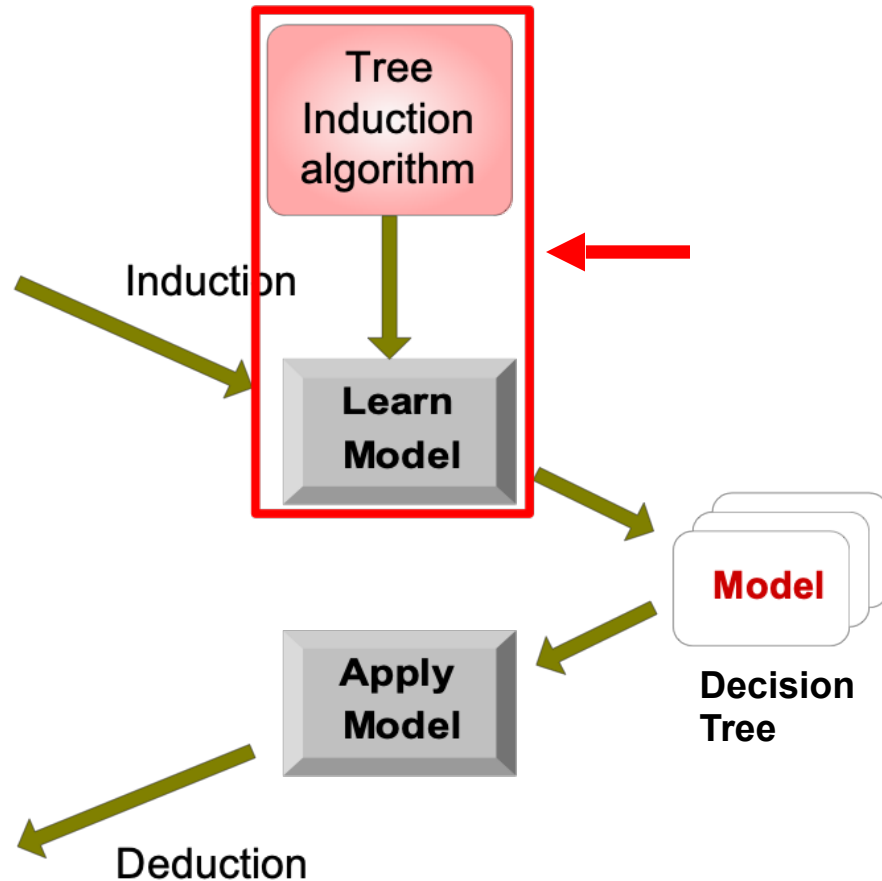 Tree
Induction
algorithm
Induction
Learn
Model
Model
Apply
Model
Decision
Tree
Deduction